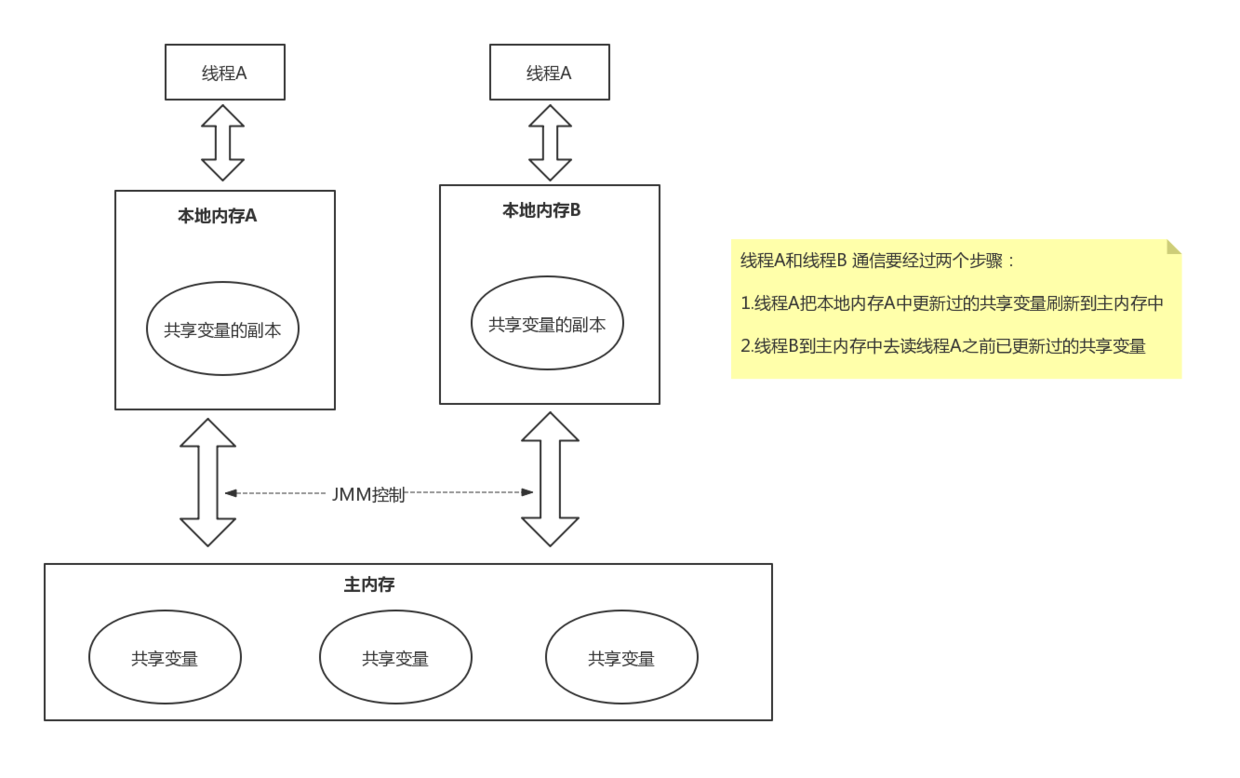 线程A
线程A
本地内存A
本地内存B
共享变量的副本
共享变量的副本
线程A和线程B 通信要经过两个步骤：
1.线程A把本地内存A中更新过的共享变量刷新到主内存中
2.线程B到主内存中去读线程A之前已更新过的共享变量
JMM控制
主内存
共享变量
共享变量
共享变量